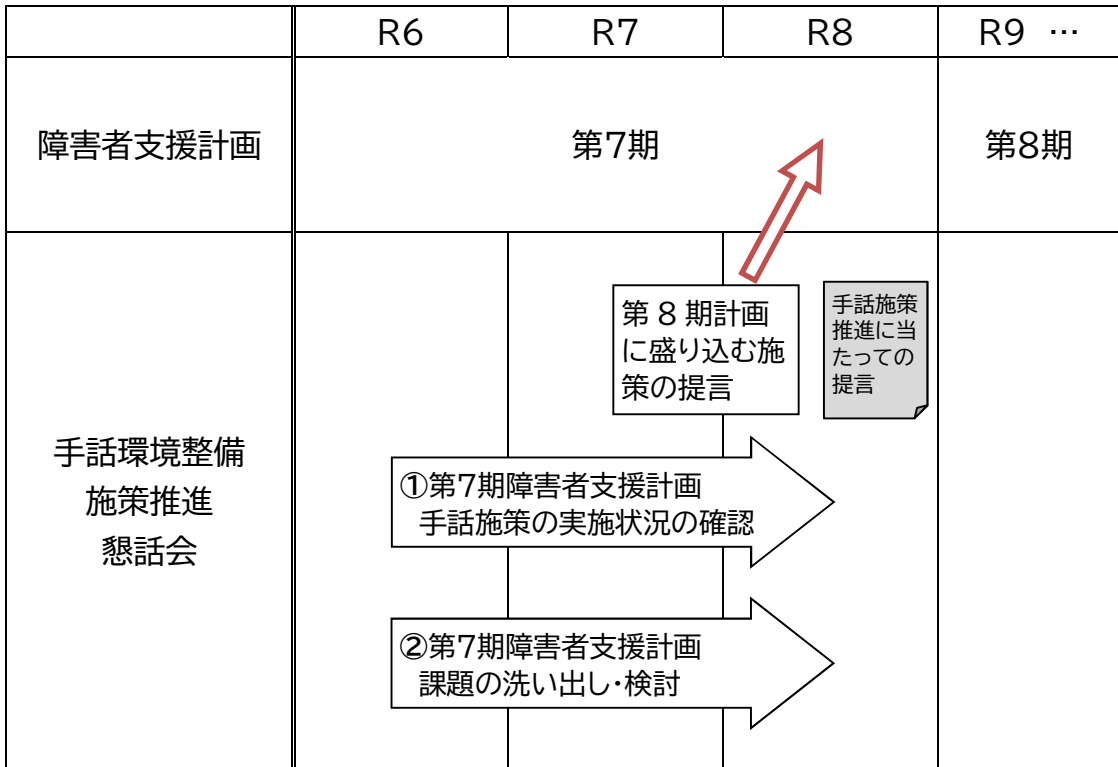 R6 R7 R8 R9 …
障害者支援計画 第7期 第8期
手話環境整備
施策推進
懇話会
第８期計画
に盛り込む施
策の提言
手話施策
推進に当
たっての
提言
①第7期障害者支援計画
手話施策の実施状況の確認
②第7期障害者支援計画
課題の洗い出し・検討